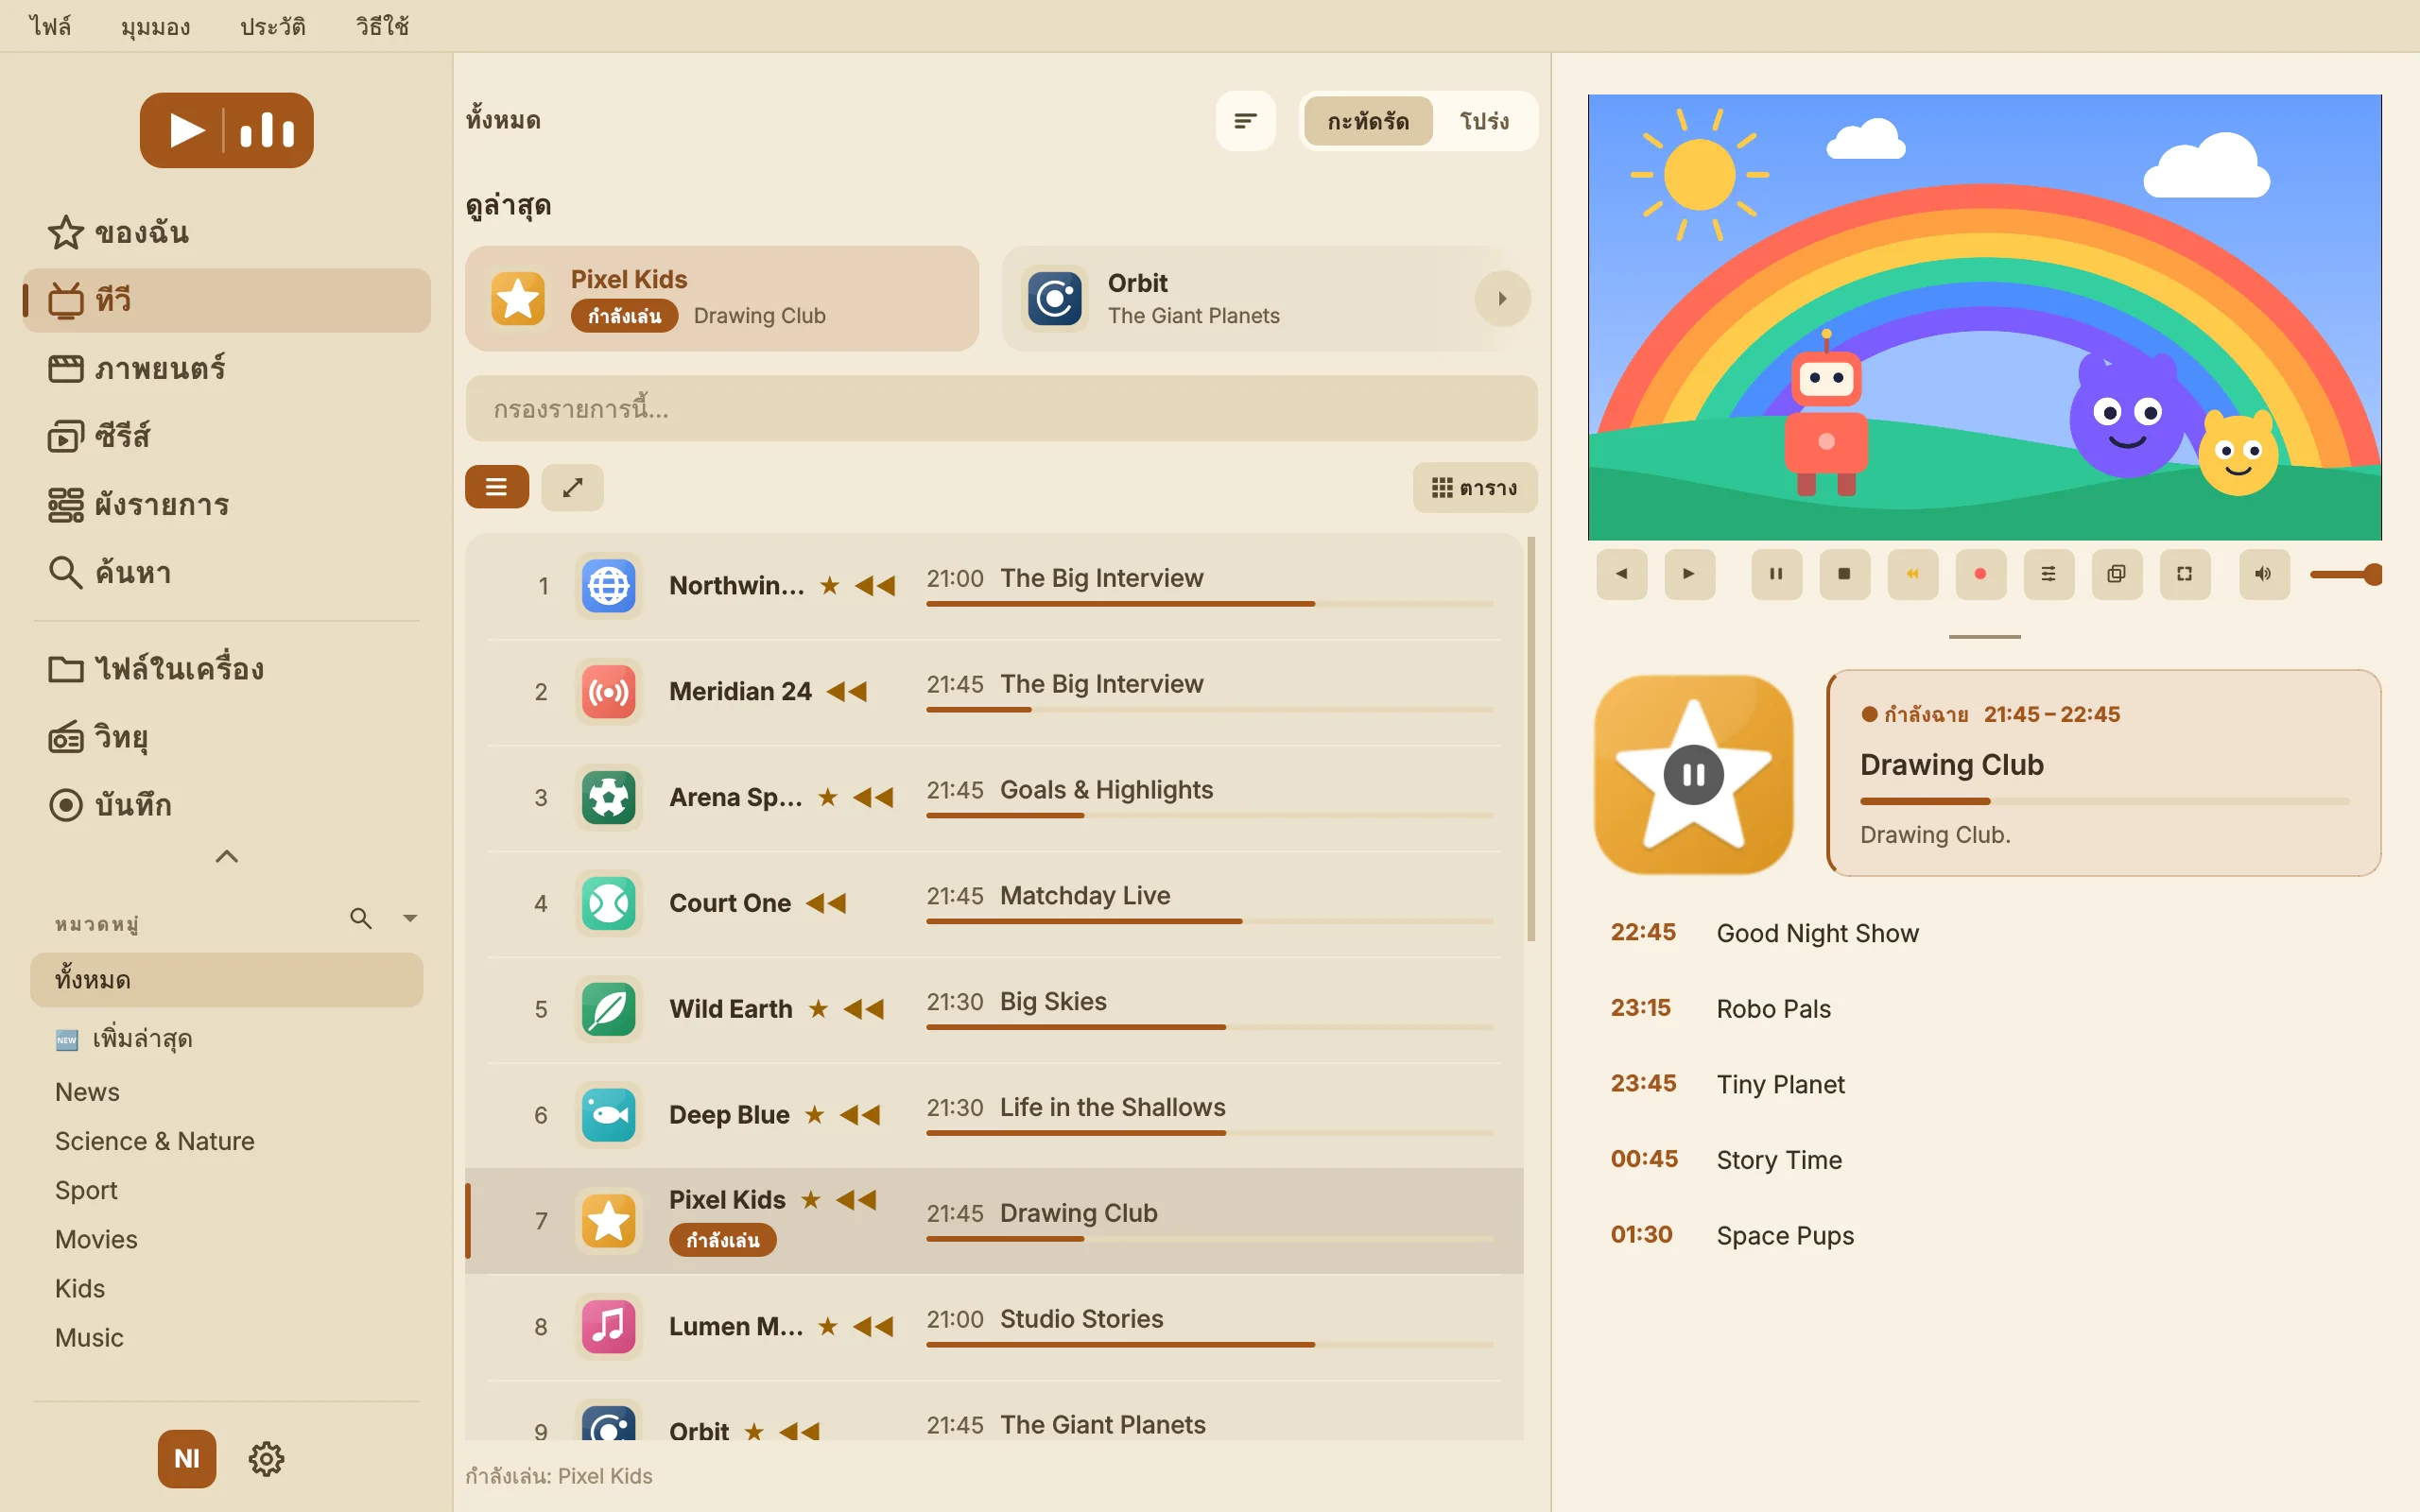 ไฟล์ มุมมอง ประวัติ วิธีใช้
ของฉัน
ทีวี
ภาพยนตร์
ซีรีส์
ผังรายการ
ค้นหา
ไฟล์ในเครื่อง
วิทยุ
บันทึก
หมวดหมู่
ทั้งหมด
NEW เพิ่มล่าสุด
News
Science & Nature
Sport
Movies
Kids
Music
NI
ทั้งหมด
กะทัดรัด โปร่ง
ดูล่าสุด
Pixel Kids
กำลังเล่น Drawing Club
Orbit
The Giant Planets
กรองรายการนี้...
ตาราง
1 Northwin... 21:00 The Big Interview
2 Meridian 24 21:45 The Big Interview
3 Arena Sp... 21:45 Goals & Highlights
4 Court One 21:45 Matchday Live
5 Wild Earth 21:30 Big Skies
6 Deep Blue 21:30 Life in the Shallows
7 Pixel Kids 21:45 Drawing Club
กำลังเล่น
8 Lumen M... 21:00 Studio Stories
9 Orbit 21:45 The Giant Planets
กำลังเล่น: Pixel Kids
กำลังฉาย 21:45 – 22:45
Drawing Club
Drawing Club.
22:45 Good Night Show
23:15 Robo Pals
23:45 Tiny Planet
00:45 Story Time
01:30 Space Pups